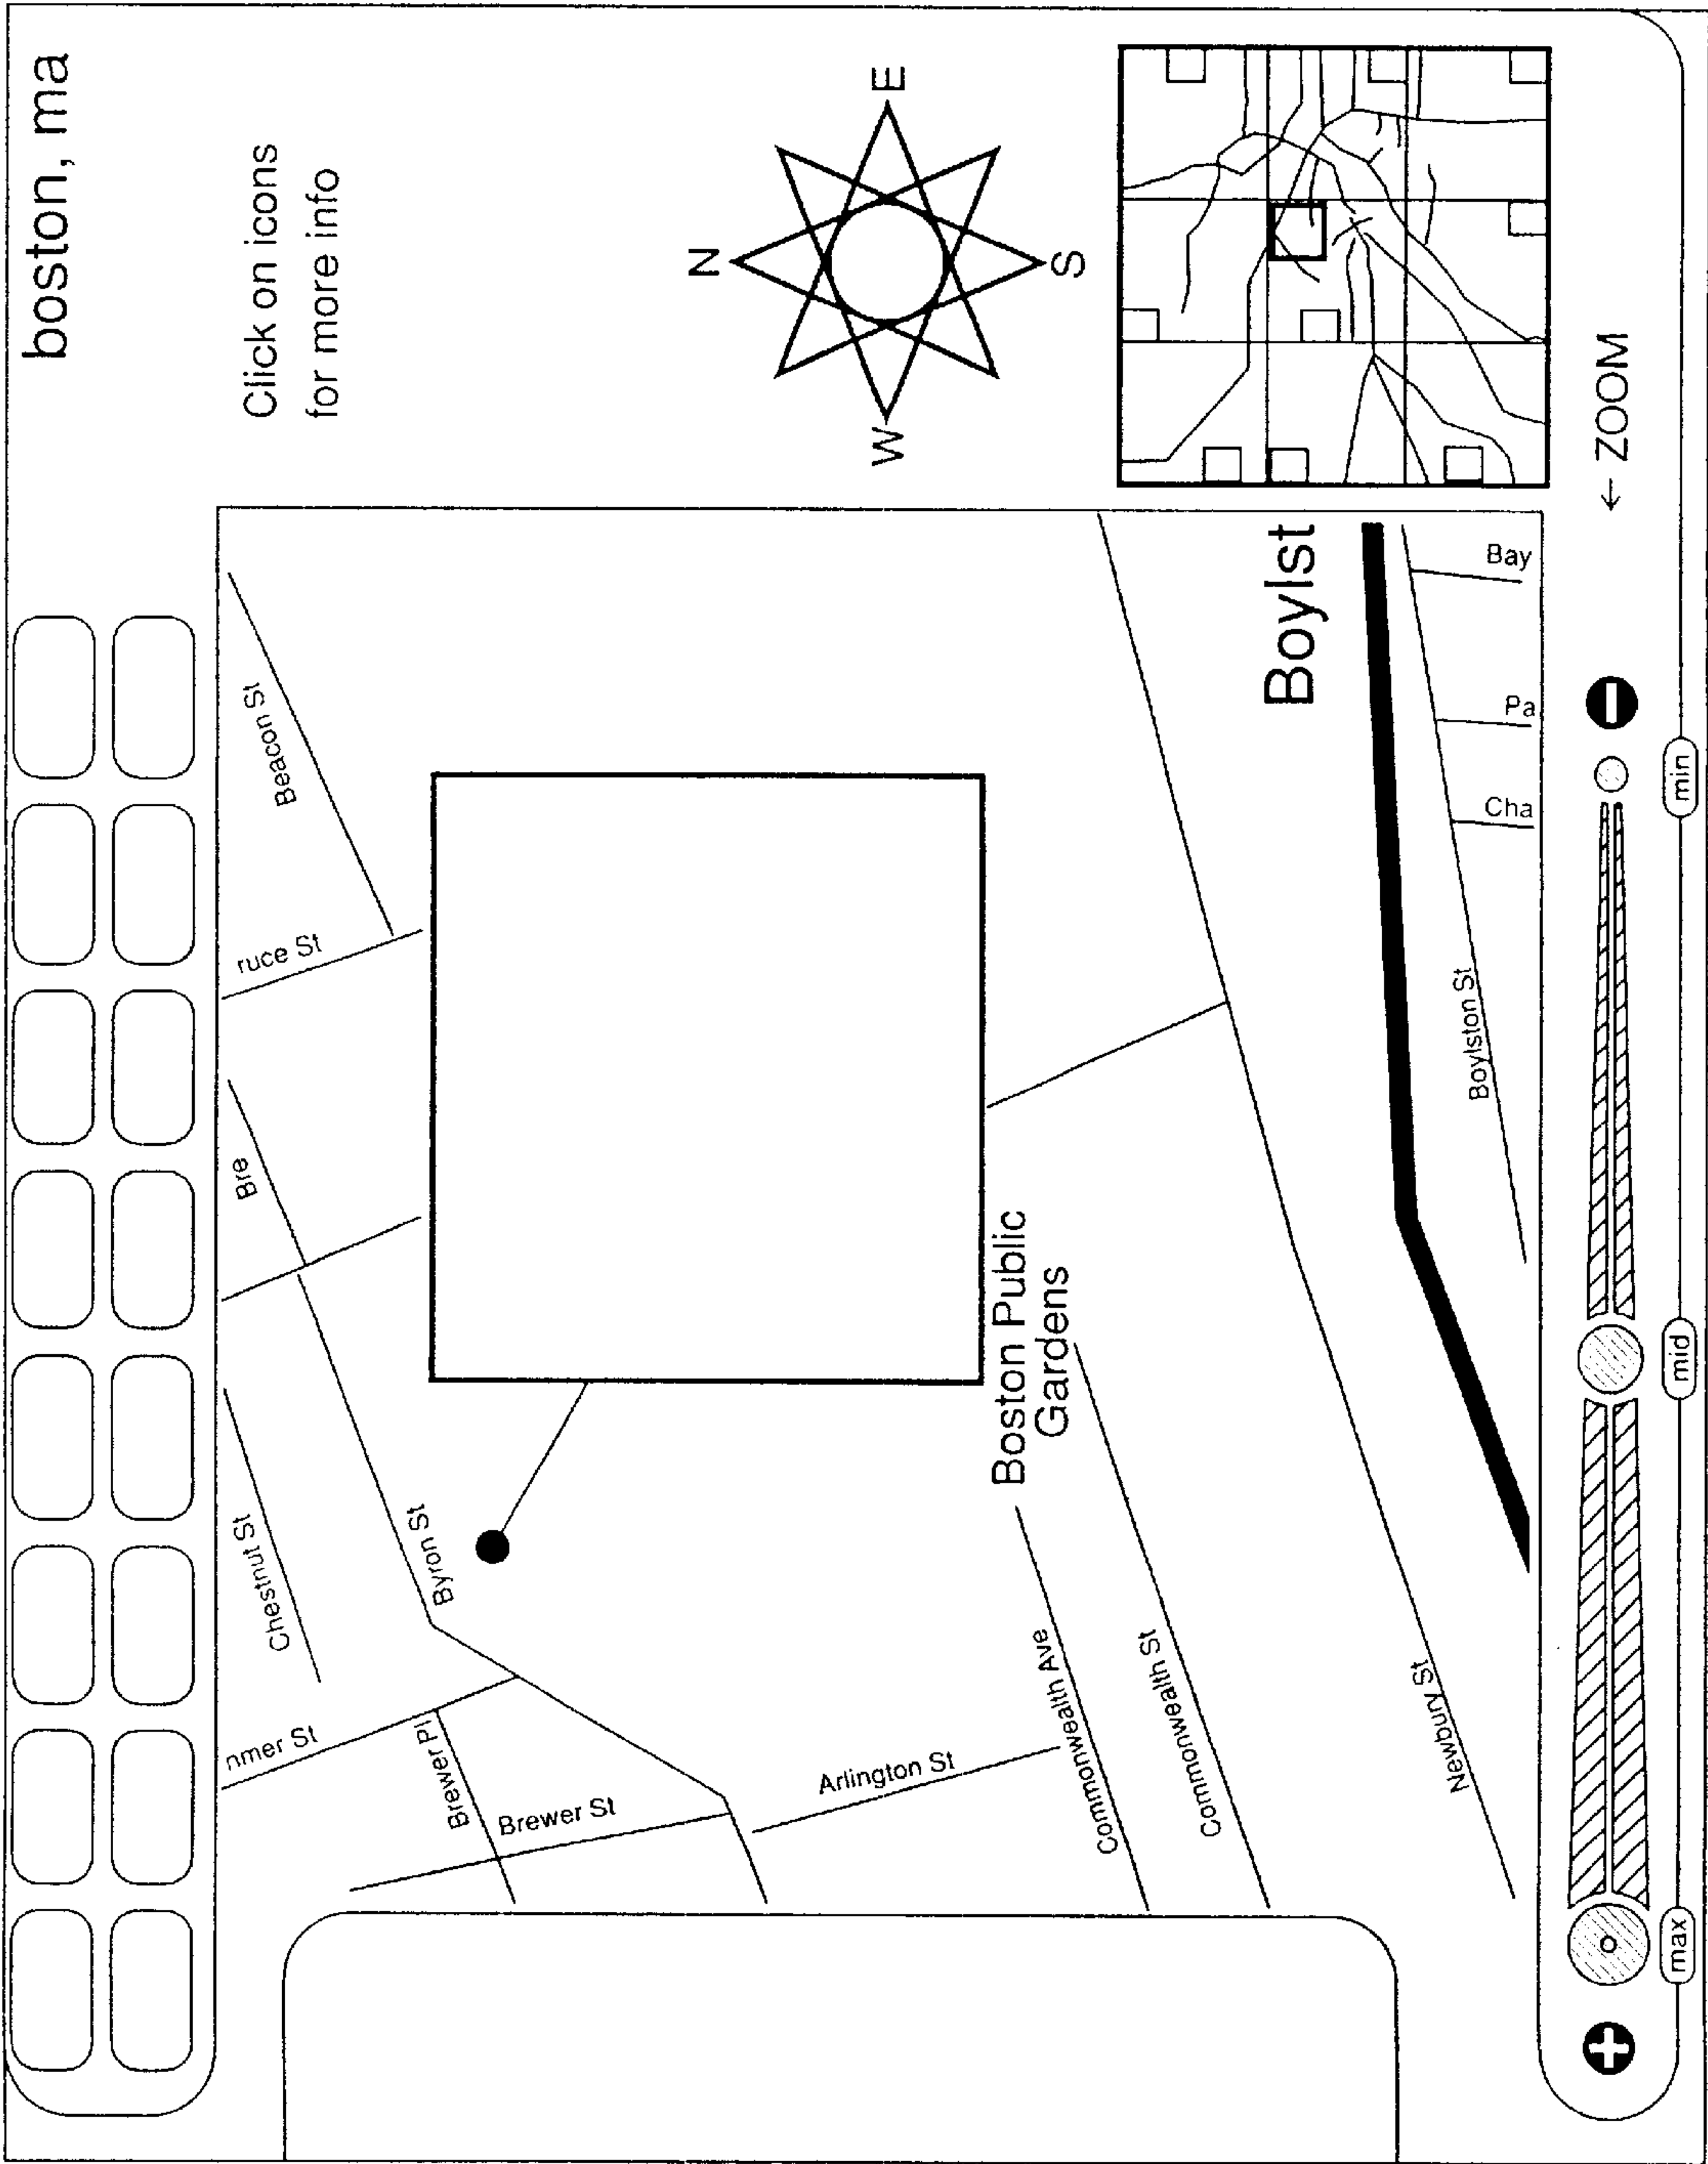 boston, ma
Click on icons
for more info
N
E
S
W
Beacon St
ruce St
Bre
Chestnut St
Byron St
nmer St
Brewer Pl
Brewer St
Arlington St
Boston Public
Gardens
Commonwealth Ave
Commonwealth St
Newbury St
Boylst
Boylston St
Bay
Pa
Cha
← ZOOM
min
mid
max